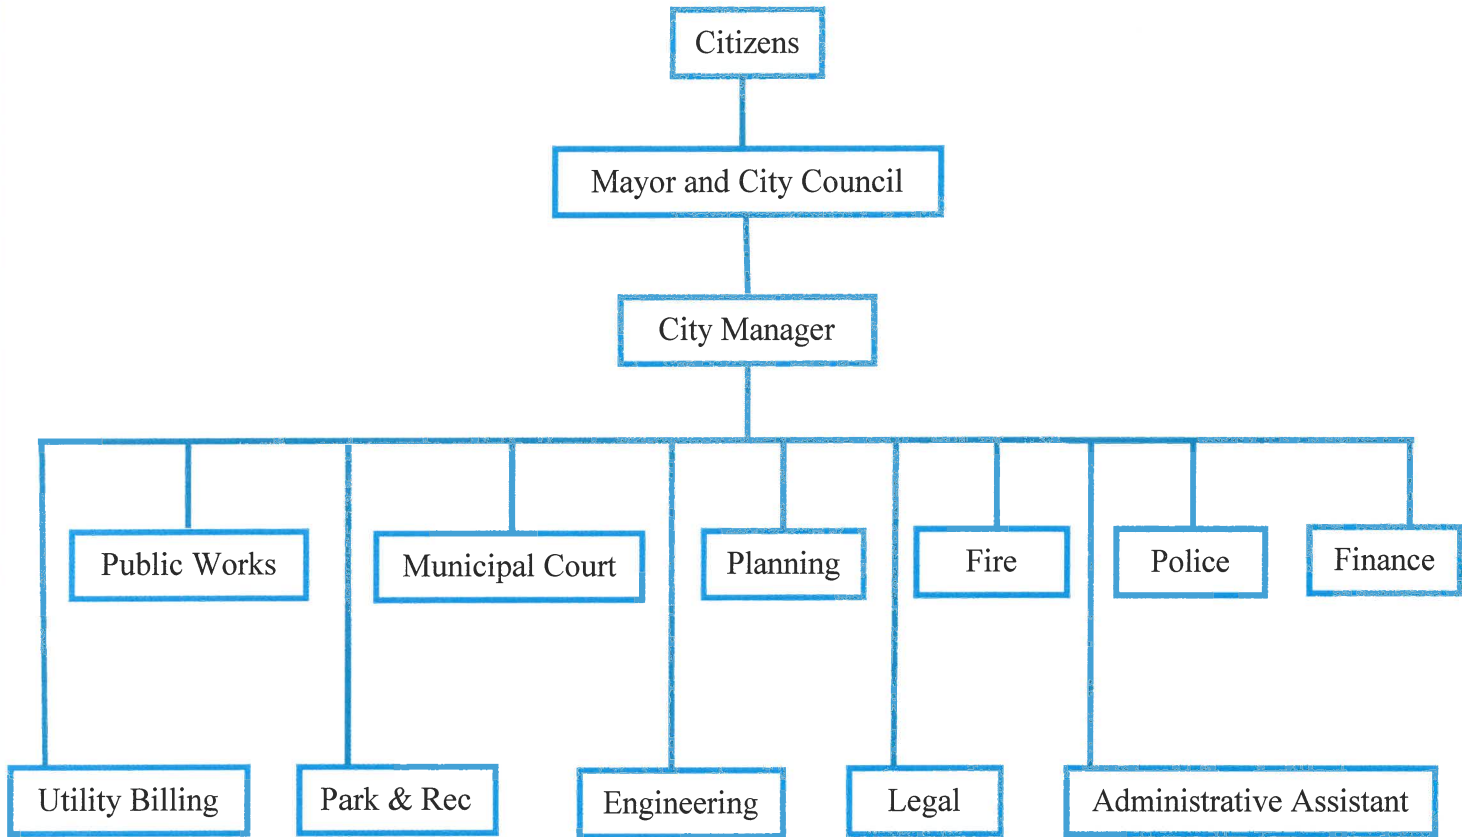 Citizens
Mayor and City Council
City Manager
Public Works
Municipal Court
Planning
Fire
Police
Finance
Utility Billing
Park & Rec
Engineering
Legal
Administrative Assistant